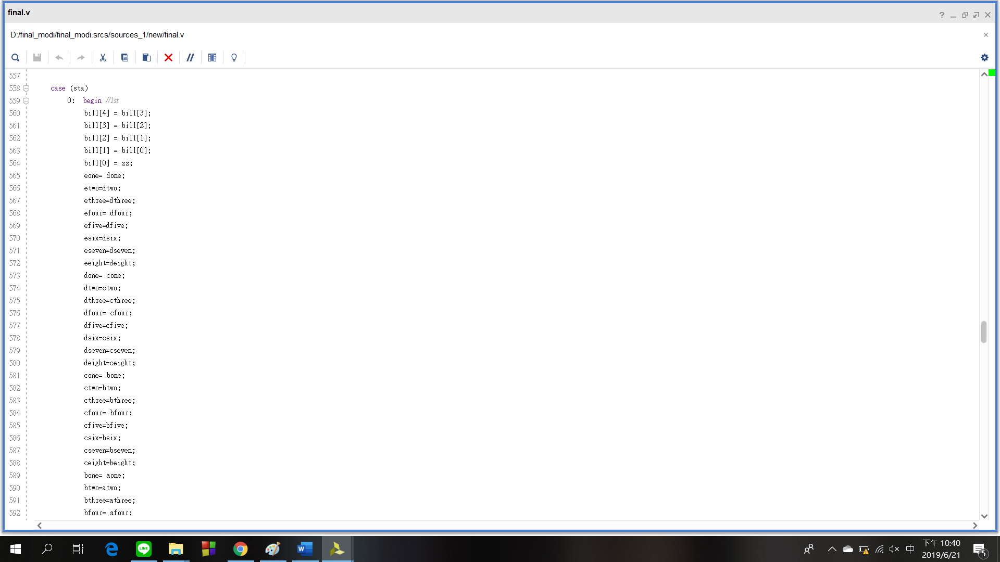 final.v
D:/final_modi/final_modi.srcs/sources_1/new/final.v
557
558 case (sta)
559 0: begin //1st
560 bill[4] = bill[3];
561 bill[3] = bill[2];
562 bill[2] = bill[1];
563 bill[1] = bill[0];
564 bill[0] = zz;
565 eone= done;
566 etwo=dtwo;
567 ethree=dthree;
568 efour= dfour;
569 efive=dfive;
570 esix=dsix;
571 eseven=dseven;
572 eeight=deight;
573 done= cone;
574 dtwo=ctwo;
575 dthree=cthree;
576 dfour= cfour;
577 dfive=cfive;
578 dsix=csix;
579 dseven=cseven;
580 deight=ceight;
581 cone= bone;
582 ctwo=btwo;
583 cthree=bthree;
584 cfour= bfour;
585 cfive=bfive;
586 csix=bsix;
587 cseven=bseven;
588 ceight=beight;
589 bone= aone;
590 btwo=atwo;
591 bthree=athree;
592 bfour= afour;
LINE
W
中
下午 10:40
2019/6/21
5